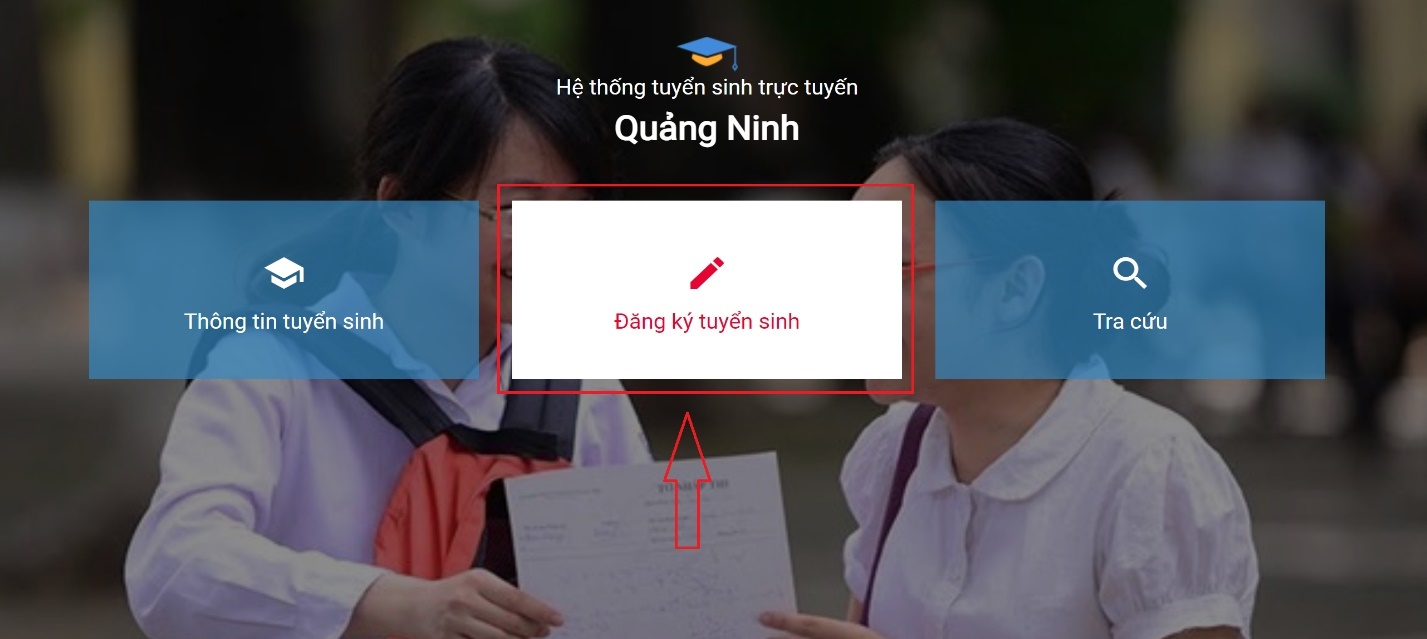 Hệ thống tuyển sinh trực tuyến
Quảng Ninh
Thông tin tuyển sinh
Đăng ký tuyển sinh
Tra cứu